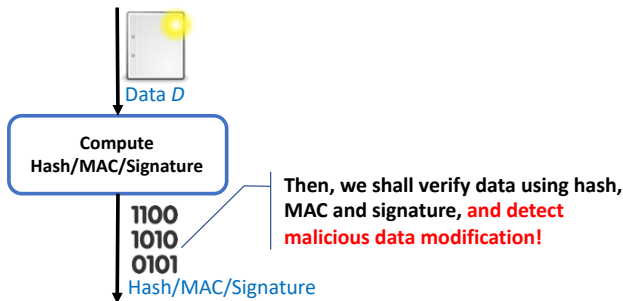 Data D
Compute
Hash/MAC/Signature
Then, we shall verify data using hash,
MAC and signature, and detect
malicious data modification!
1100
1010
0101
Hash/MAC/Signature